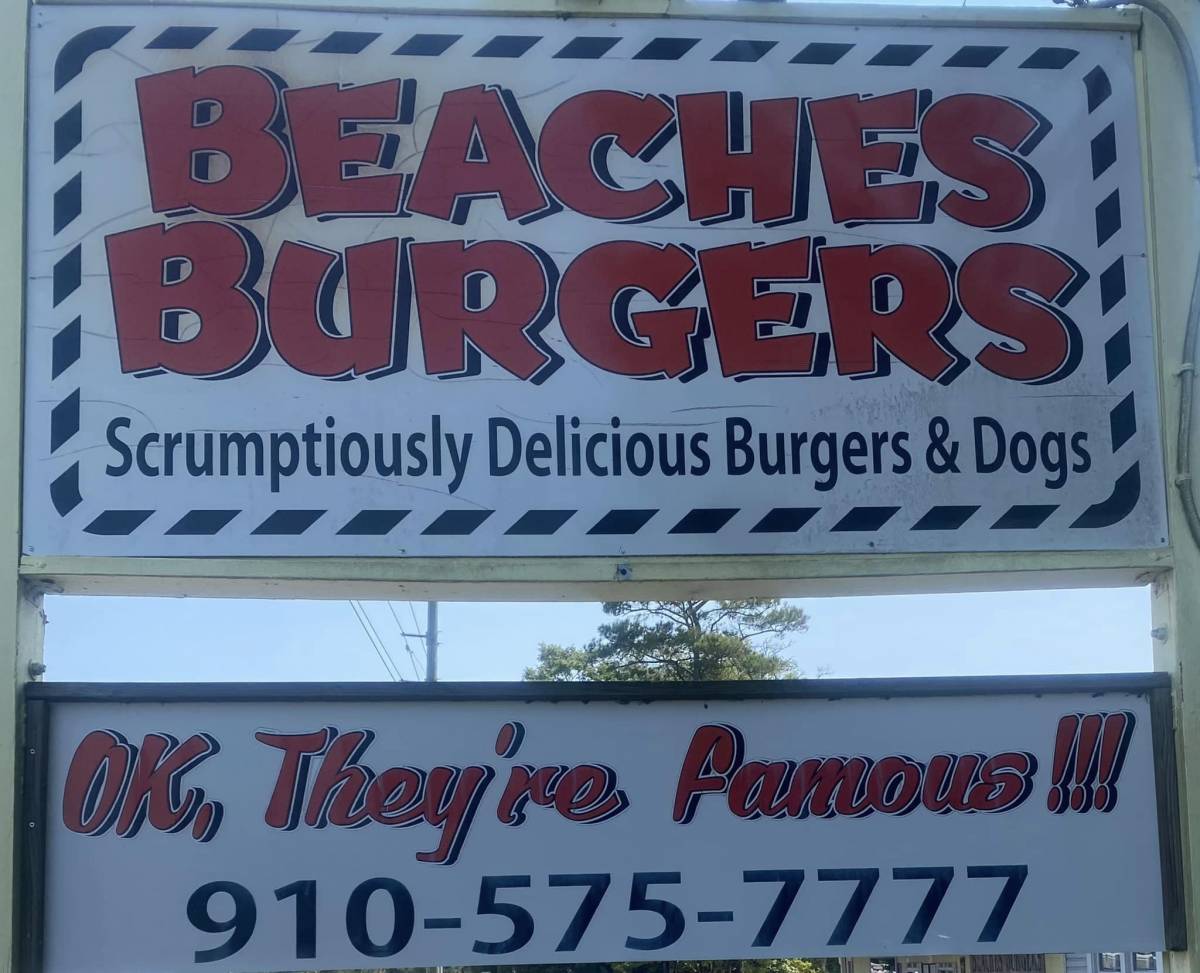 BEACHES
BURGERS
Scrumptiously Delicious Burgers & Dogs
OK, They're famous!!!
910-575-7777